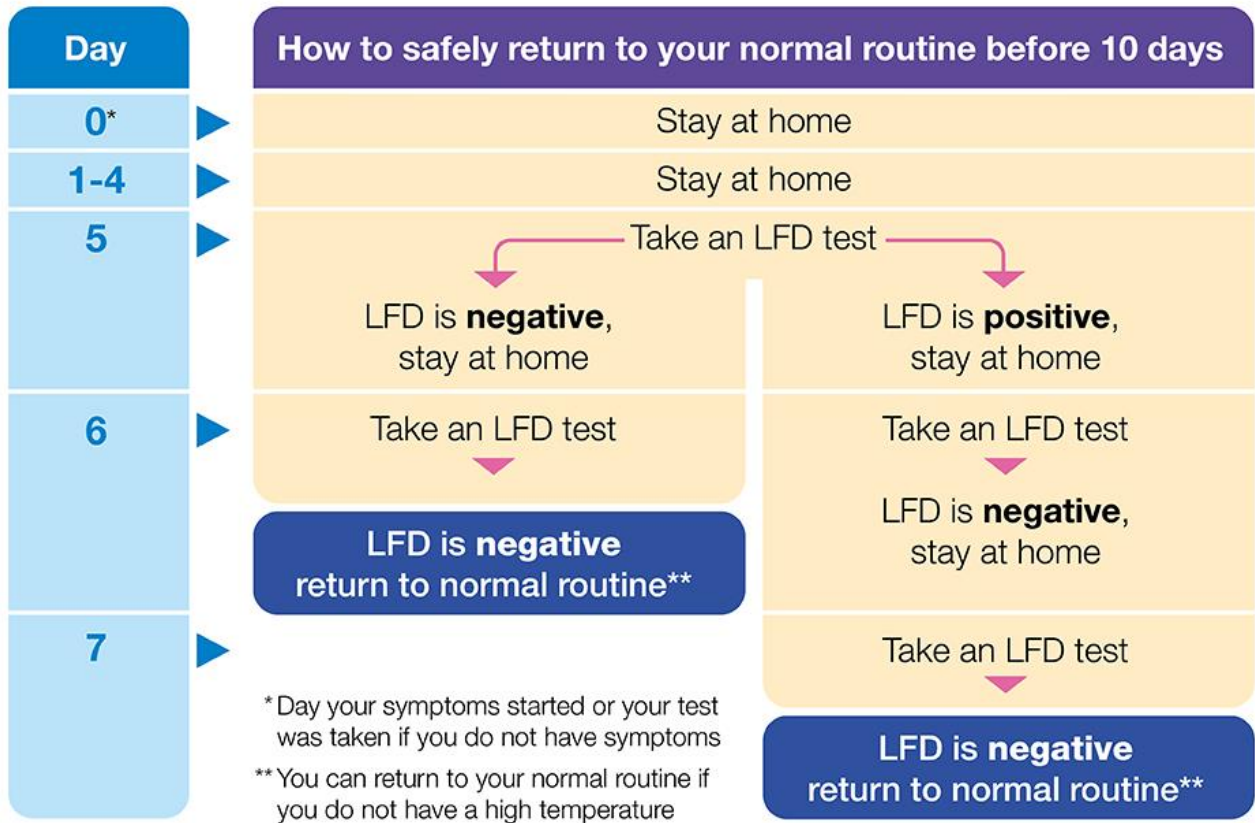 Day
How to safely return to your normal routine before 10 days
0*
Stay at home
1-4
Stay at home
5
Take an LFD test
LFD is negative,
stay at home
LFD is positive,
stay at home
6
Take an LFD test
LFD is negative
return to normal routine**
Take an LFD test
LFD is negative,
stay at home
7
Take an LFD test
LFD is negative
return to normal routine**
* Day your symptoms started or your test
was taken if you do not have symptoms
** You can return to your normal routine if
you do not have a high temperature